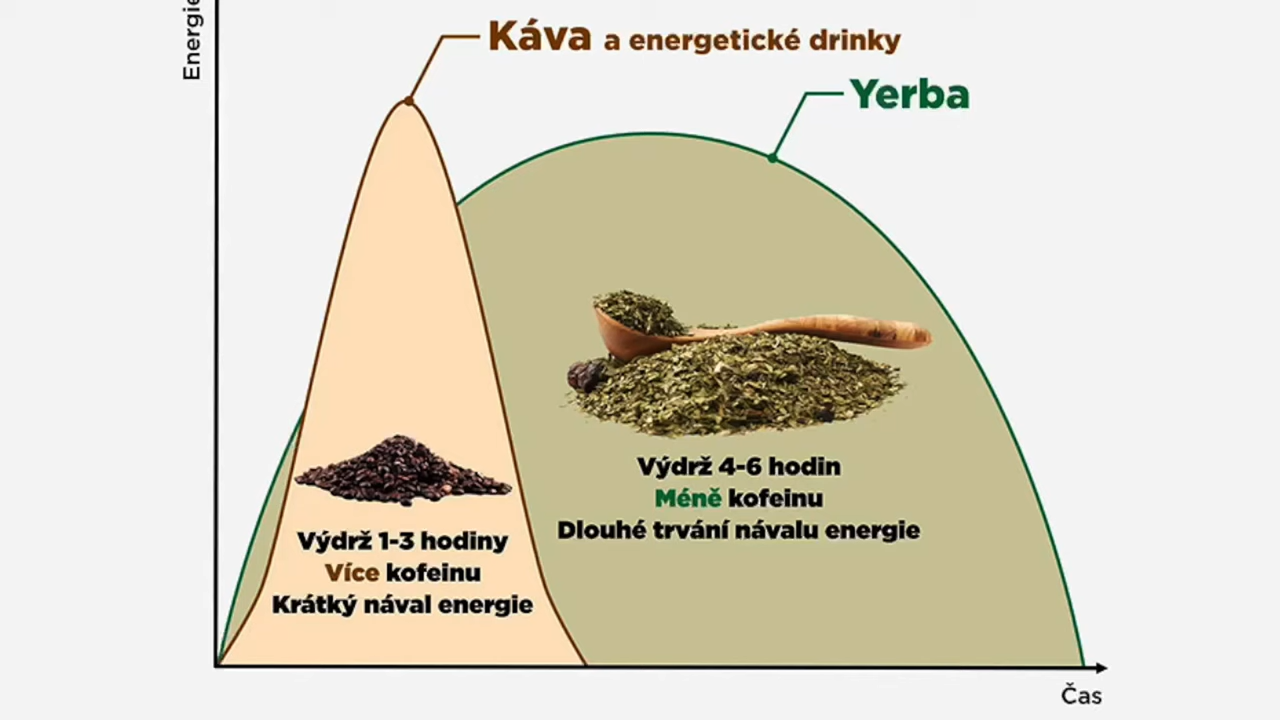 Energie
Káva a energetické drinky
Yerba
Výdrž 4-6 hodin
Méně kofeinu
Dlouhé trvání návalu energie
Výdrž 1-3 hodiny
Více kofeinu
Krátký nával energie
Čas